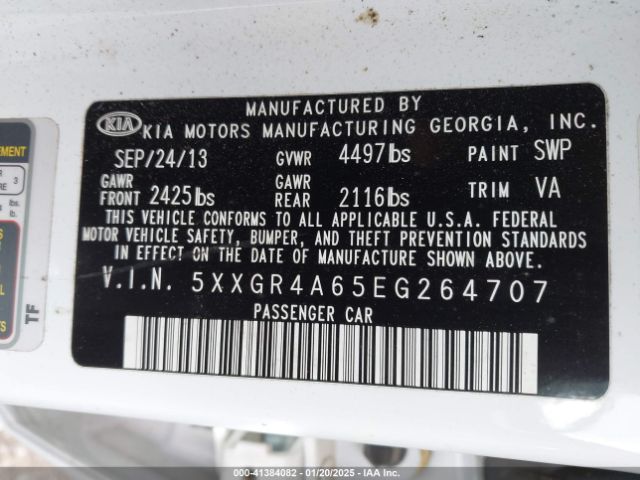 MANUFACTURED BY
KIA KIA MOTORS MANUFACTURING GEORGIA, INC.
SEP/24/13 GVWR 4497lbs PAINT SWP
GAWR FRONT 2425lbs GAWR REAR 2116lbs TRIM VA
THIS VEHICLE CONFORMS TO ALL APPLICABLE U.S.A. FEDERAL
MOTOR VEHICLE SAFETY, BUMPER, AND THEFT PREVENTION STANDARDS
IN EFFECT ON THE DATE OF MANUFACTURE SHOWN ABOVE.
V.I.N. 5XXGR4A65EG264707
PASSENGER CAR
3
lbs.
lb.
TF
000-41384082 — 01/20/2025 — IAA Inc.